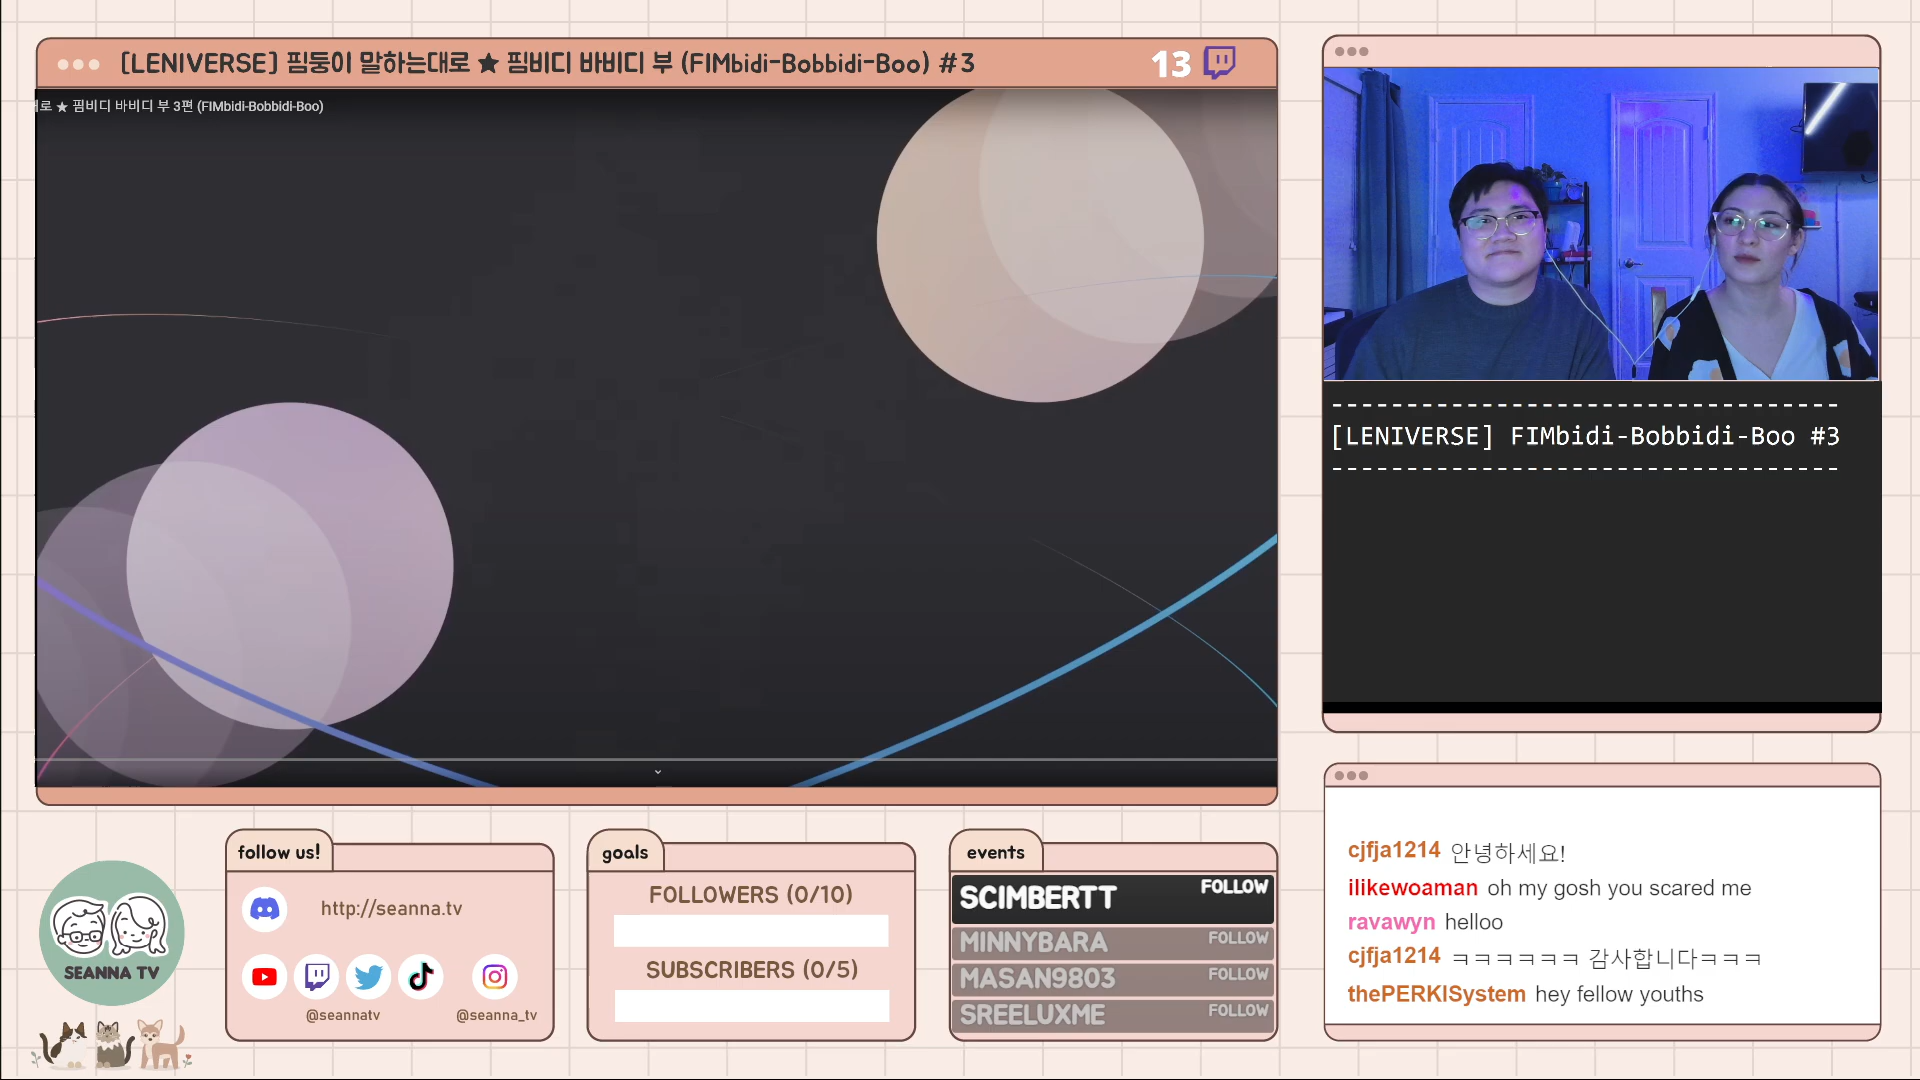 [LENIVERSE] 핌둥이 말하는대로 ★ 핌비디 바비디 부 (FIMbidi-Bobbidi-Boo) #3
13
로 ★ 핌비디 바비디 부 3편 (FIMbidi-Bobbidi-Boo)
-------------------------------
[LENIVERSE] FIMbidi-Bobbidi-Boo #3
-------------------------------
cjfja1214 안녕하세요!
ilikewoaman oh my gosh you scared me
ravawyn helloo
cjfja1214 ㅋㅋㅋㅋㅋㅋ 감사합니다ㅋㅋㅋ
thePERKISystem hey fellow youths
SEANNA TV
follow us!
http://seanna.tv
@seannatv
@seanna_tv
goals
FOLLOWERS (0/10)
SUBSCRIBERS (0/5)
events
SCIMBERTT FOLLOW
MINNYBARA FOLLOW
MASAN9803 FOLLOW
SREELUXME FOLLOW